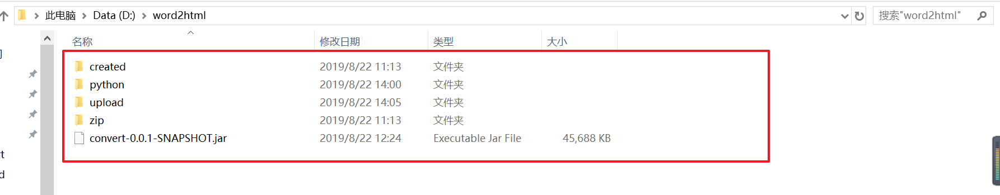 此电脑 Data (D:) word2html 搜索"word2html"
名称 修改日期 类型 大小
created 2019/8/22 11:13 文件夹
python 2019/8/22 14:00 文件夹
upload 2019/8/22 14:05 文件夹
zip 2019/8/22 11:13 文件夹
convert-0.0.1-SNAPSHOT.jar 2019/8/22 12:24 Executable Jar File 45,688 KB